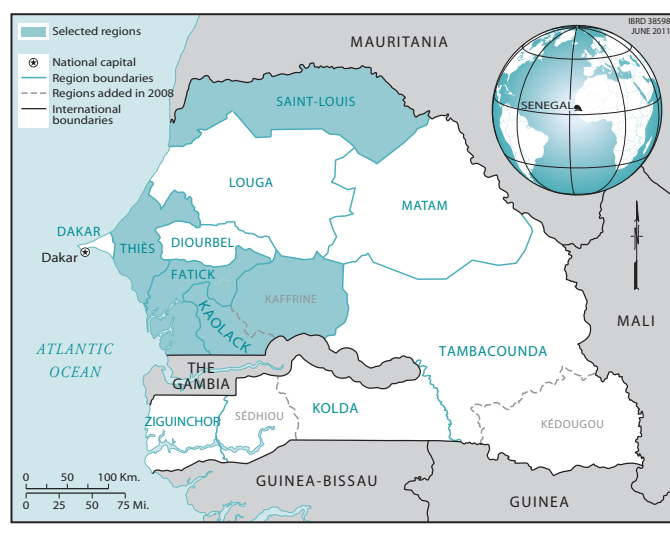 IBRD 38598
JUNE 2011
Selected regions
National capital
Region boundaries
Regions added in 2008
International
boundaries
MAURITANIA
SENEGAL
SAINT-LOUIS
LOUGA
MATAM
DAKAR
Dakar
THIÈS
DIOURBEL
FATICK
KAFFRINE
KAOLACK
MALI
ATLANTIC
OCEAN
TAMBACOUNDA
THE
GAMBIA
ZIGUINCHOR
SÉDHIOU
KOLDA
KÉDOUGOU
0 50 100 Km.
0 25 50 75 Mi.
GUINEA-BISSAU
GUINEA